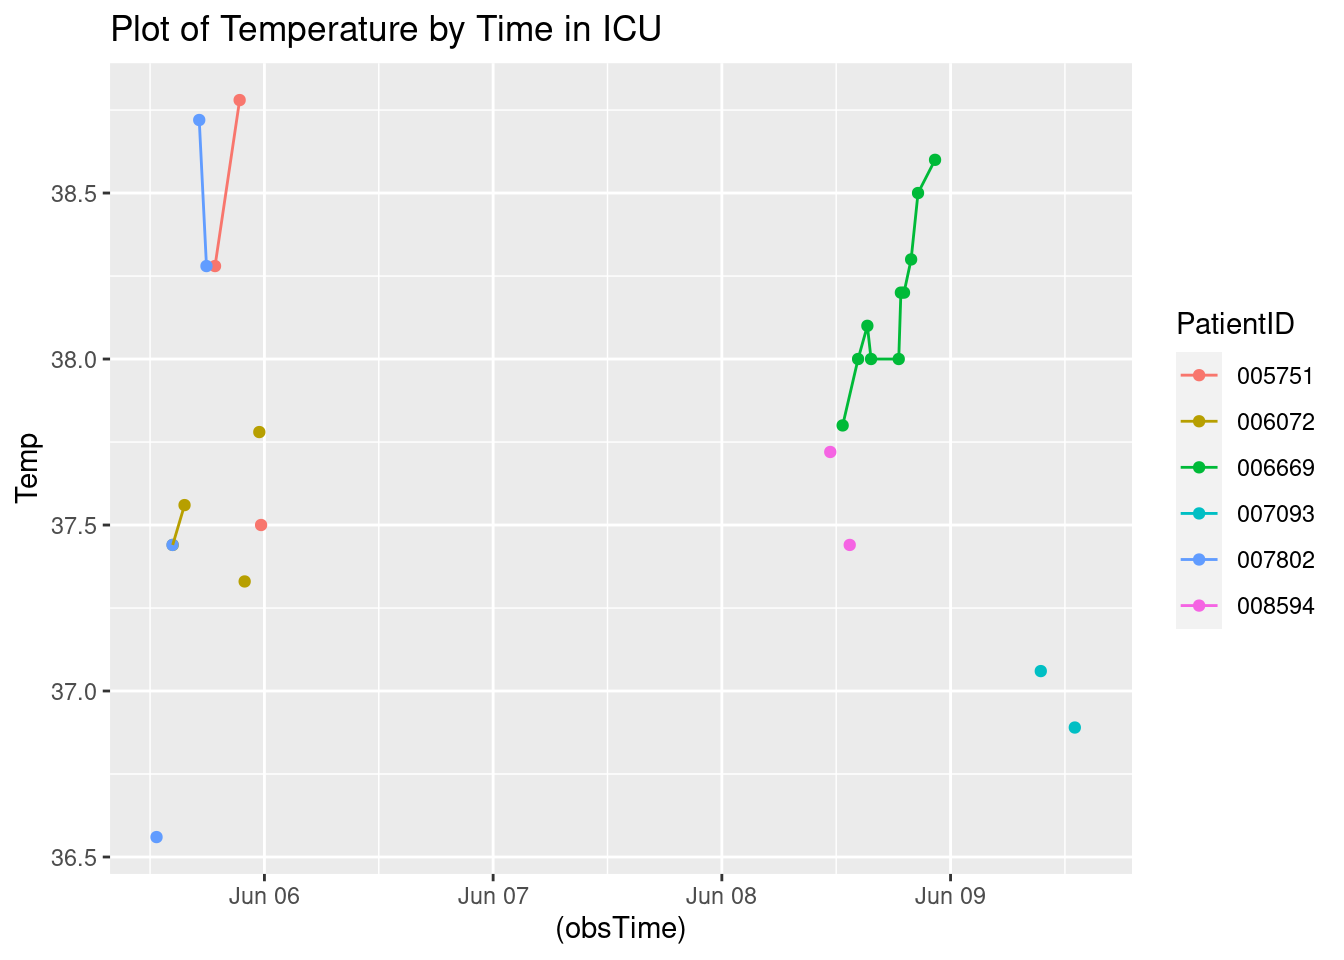 Plot of Temperature by Time in ICU
38.5
38.0
37.5
37.0
36.5
Temp
Jun 06 Jun 07 Jun 08 Jun 09
(obsTime)
PatientID
005751
006072
006669
007093
007802
008594